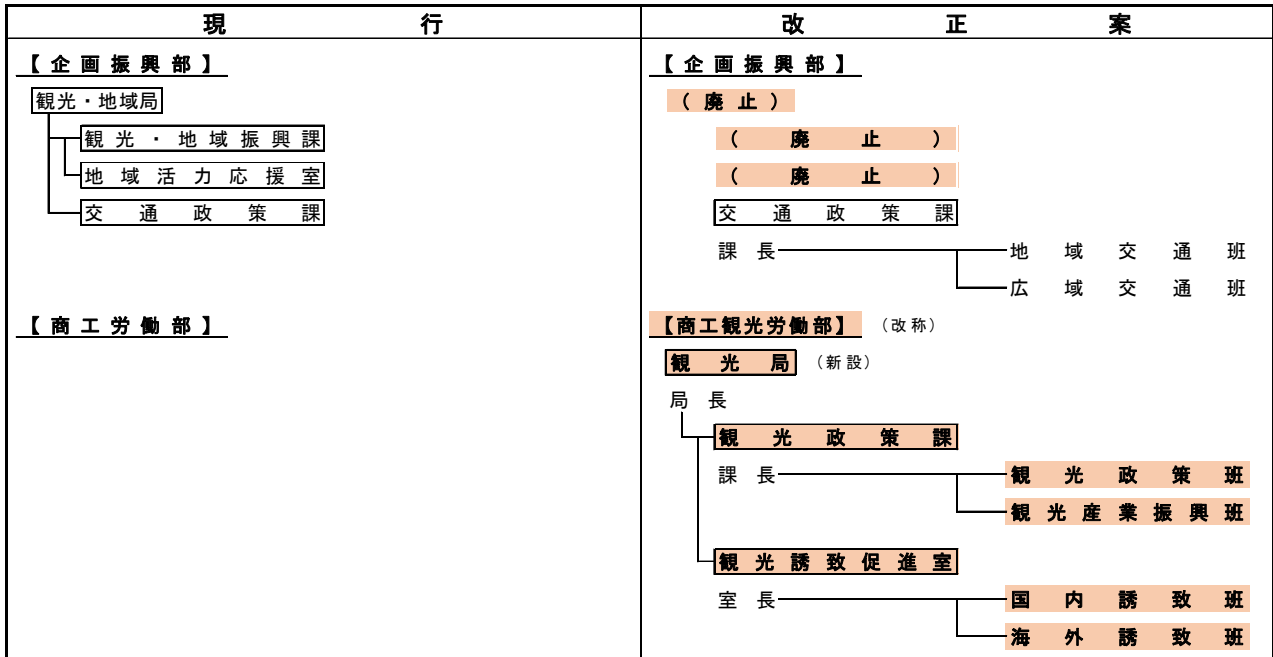 現行
【企画振興部】
観光・地域局
観光・地域振興課
地域活力応援室
交通政策課
【商工労働部】
改正案
【企画振興部】
（廃止）
（廃止）
（廃止）
交通政策課
課長 地域交通班
広域交通班
【商工観光労働部】 （改称）
観光局 （新設）
局長
観光政策課
課長 観光政策班
観光産業振興班
観光誘致促進室
室長 国内誘致班
海外誘致班